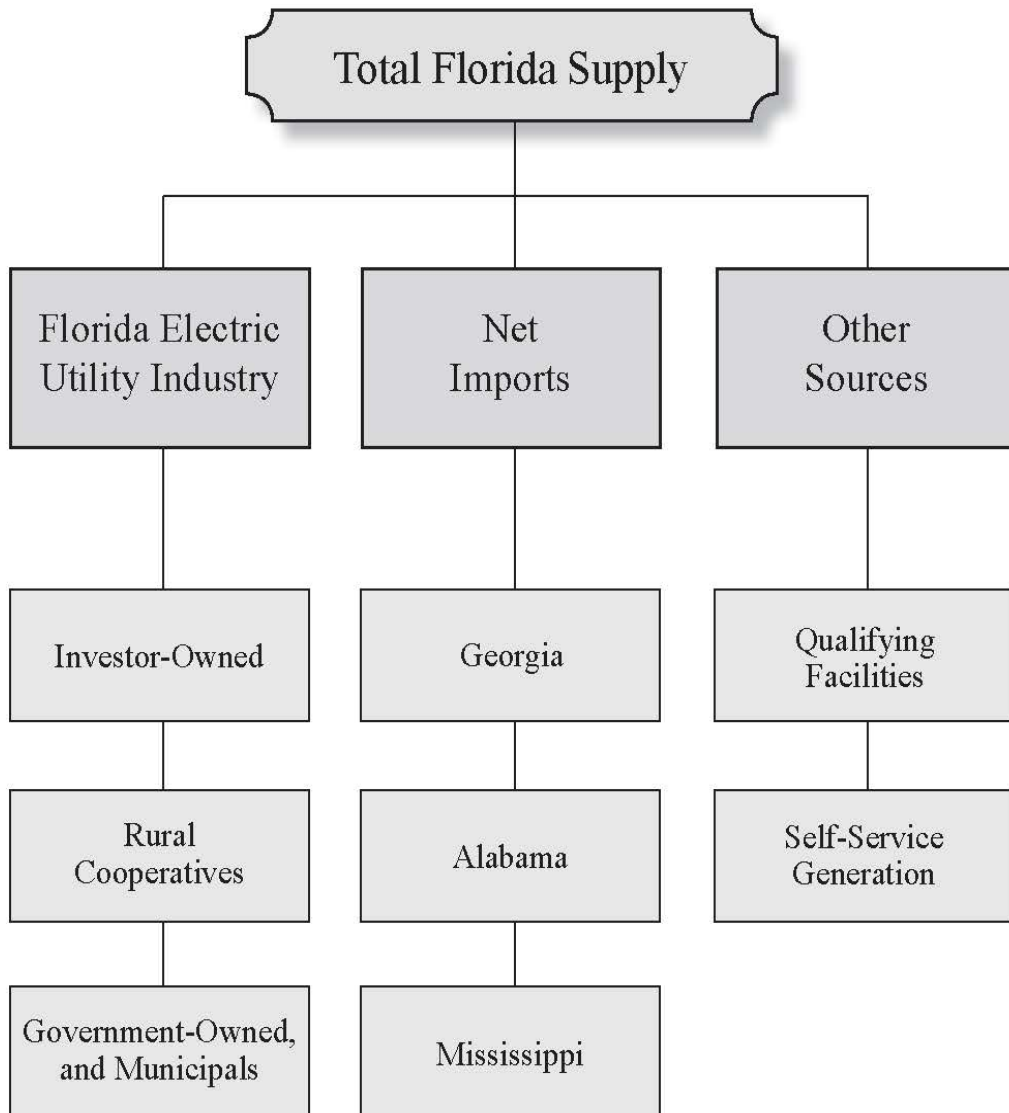 Total Florida Supply
Florida Electric
Utility Industry
Net
Imports
Other
Sources
Investor-Owned
Georgia
Qualifying
Facilities
Rural
Cooperatives
Alabama
Self-Service
Generation
Government-Owned,
and Municipals
Mississippi